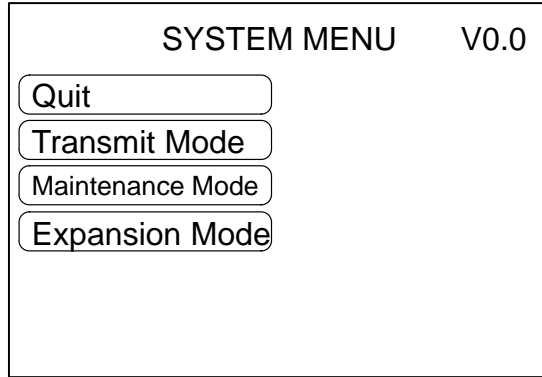 SYSTEM MENU V0.0
Quit
Transmit Mode
Maintenance Mode
Expansion Mode